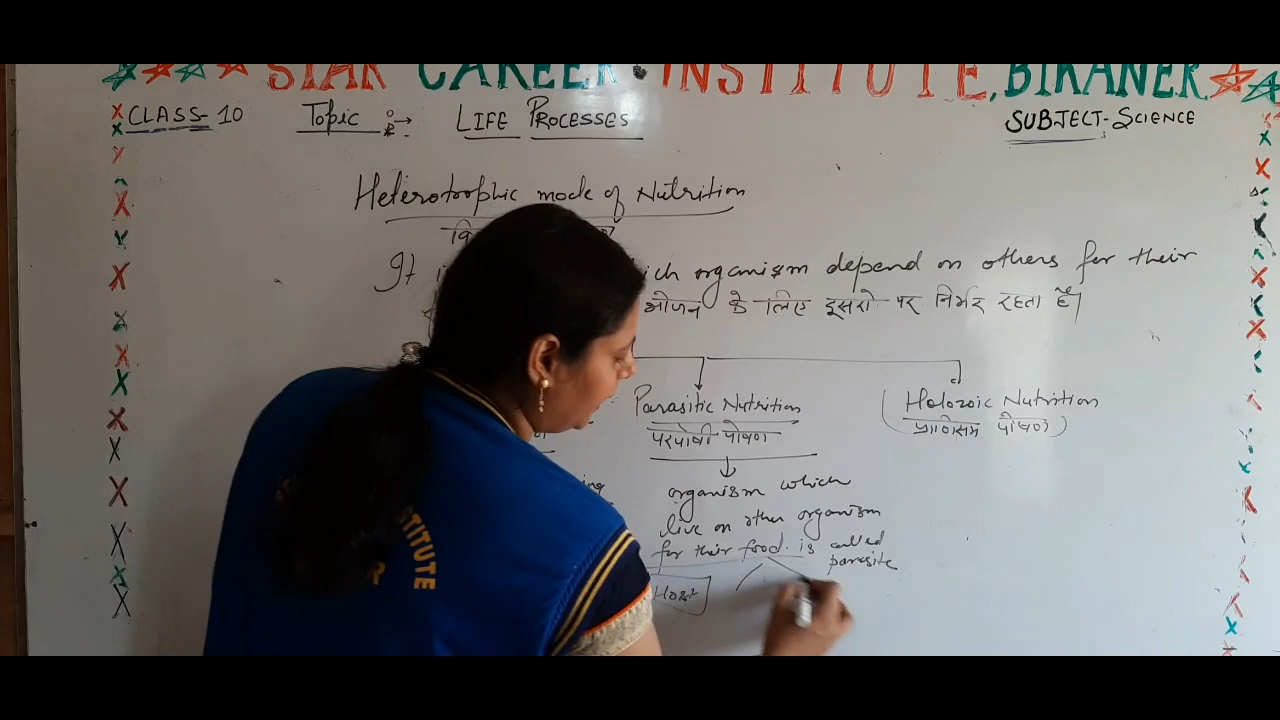 STAR CAREER INSTITUTE, BIKANER
CLASS-10 Topic LIFE PROCESSES SUBJECT-Science
Heterotrophic mode of Nutrition
It organism depend on others for their
भोजन के लिए दूसरो पर निर्भर रहता है।
Parasitic Nutrition
परपोषी पोषण
(Holozoic Nutrition
प्राणिसम पोषण)
organism which
live on other organism
for their food. is called
parasite
Host
INSTITUTE